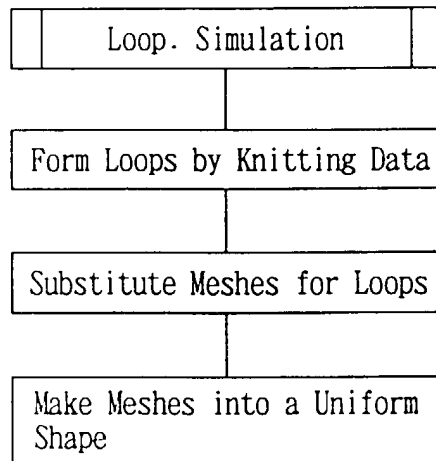 Loop. Simulation
Form Loops by Knitting Data
Substitute Meshes for Loops
Make Meshes into a Uniform
Shape